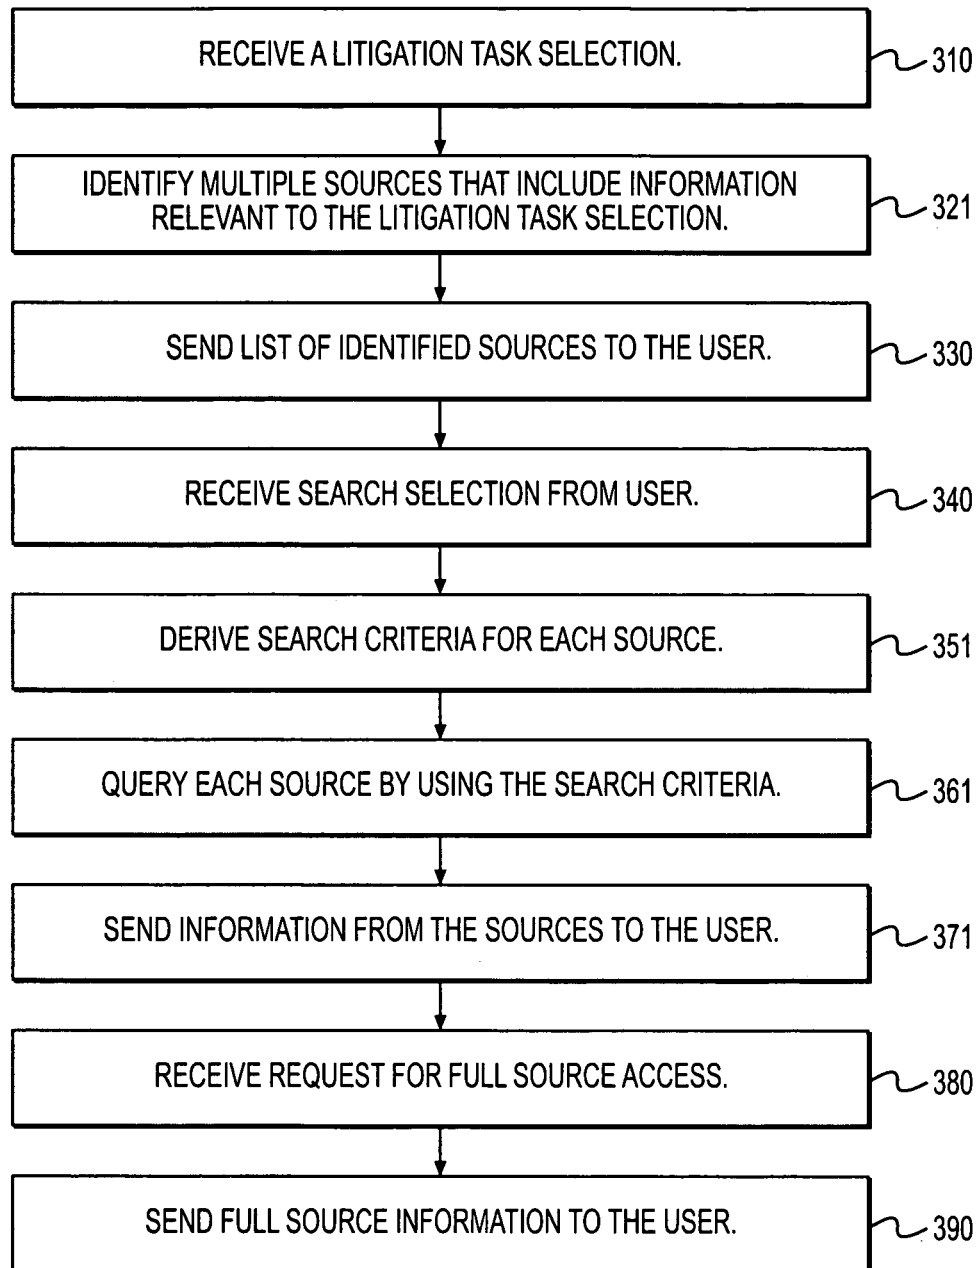 RECEIVE A LITIGATION TASK SELECTION.
310
IDENTIFY MULTIPLE SOURCES THAT INCLUDE INFORMATION
RELEVANT TO THE LITIGATION TASK SELECTION.
321
SEND LIST OF IDENTIFIED SOURCES TO THE USER.
330
RECEIVE SEARCH SELECTION FROM USER.
340
DERIVE SEARCH CRITERIA FOR EACH SOURCE.
351
QUERY EACH SOURCE BY USING THE SEARCH CRITERIA.
361
SEND INFORMATION FROM THE SOURCES TO THE USER.
371
RECEIVE REQUEST FOR FULL SOURCE ACCESS.
380
SEND FULL SOURCE INFORMATION TO THE USER.
390